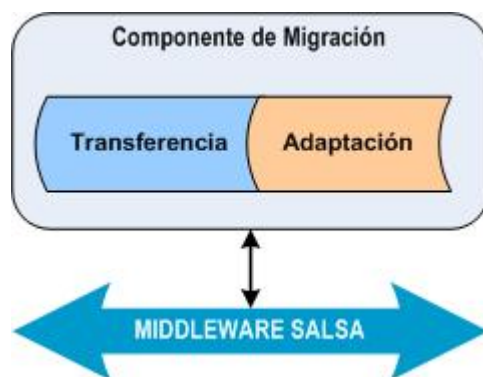 Componente de Migración
Transferencia
Adaptación
MIDDLEWARE SALSA